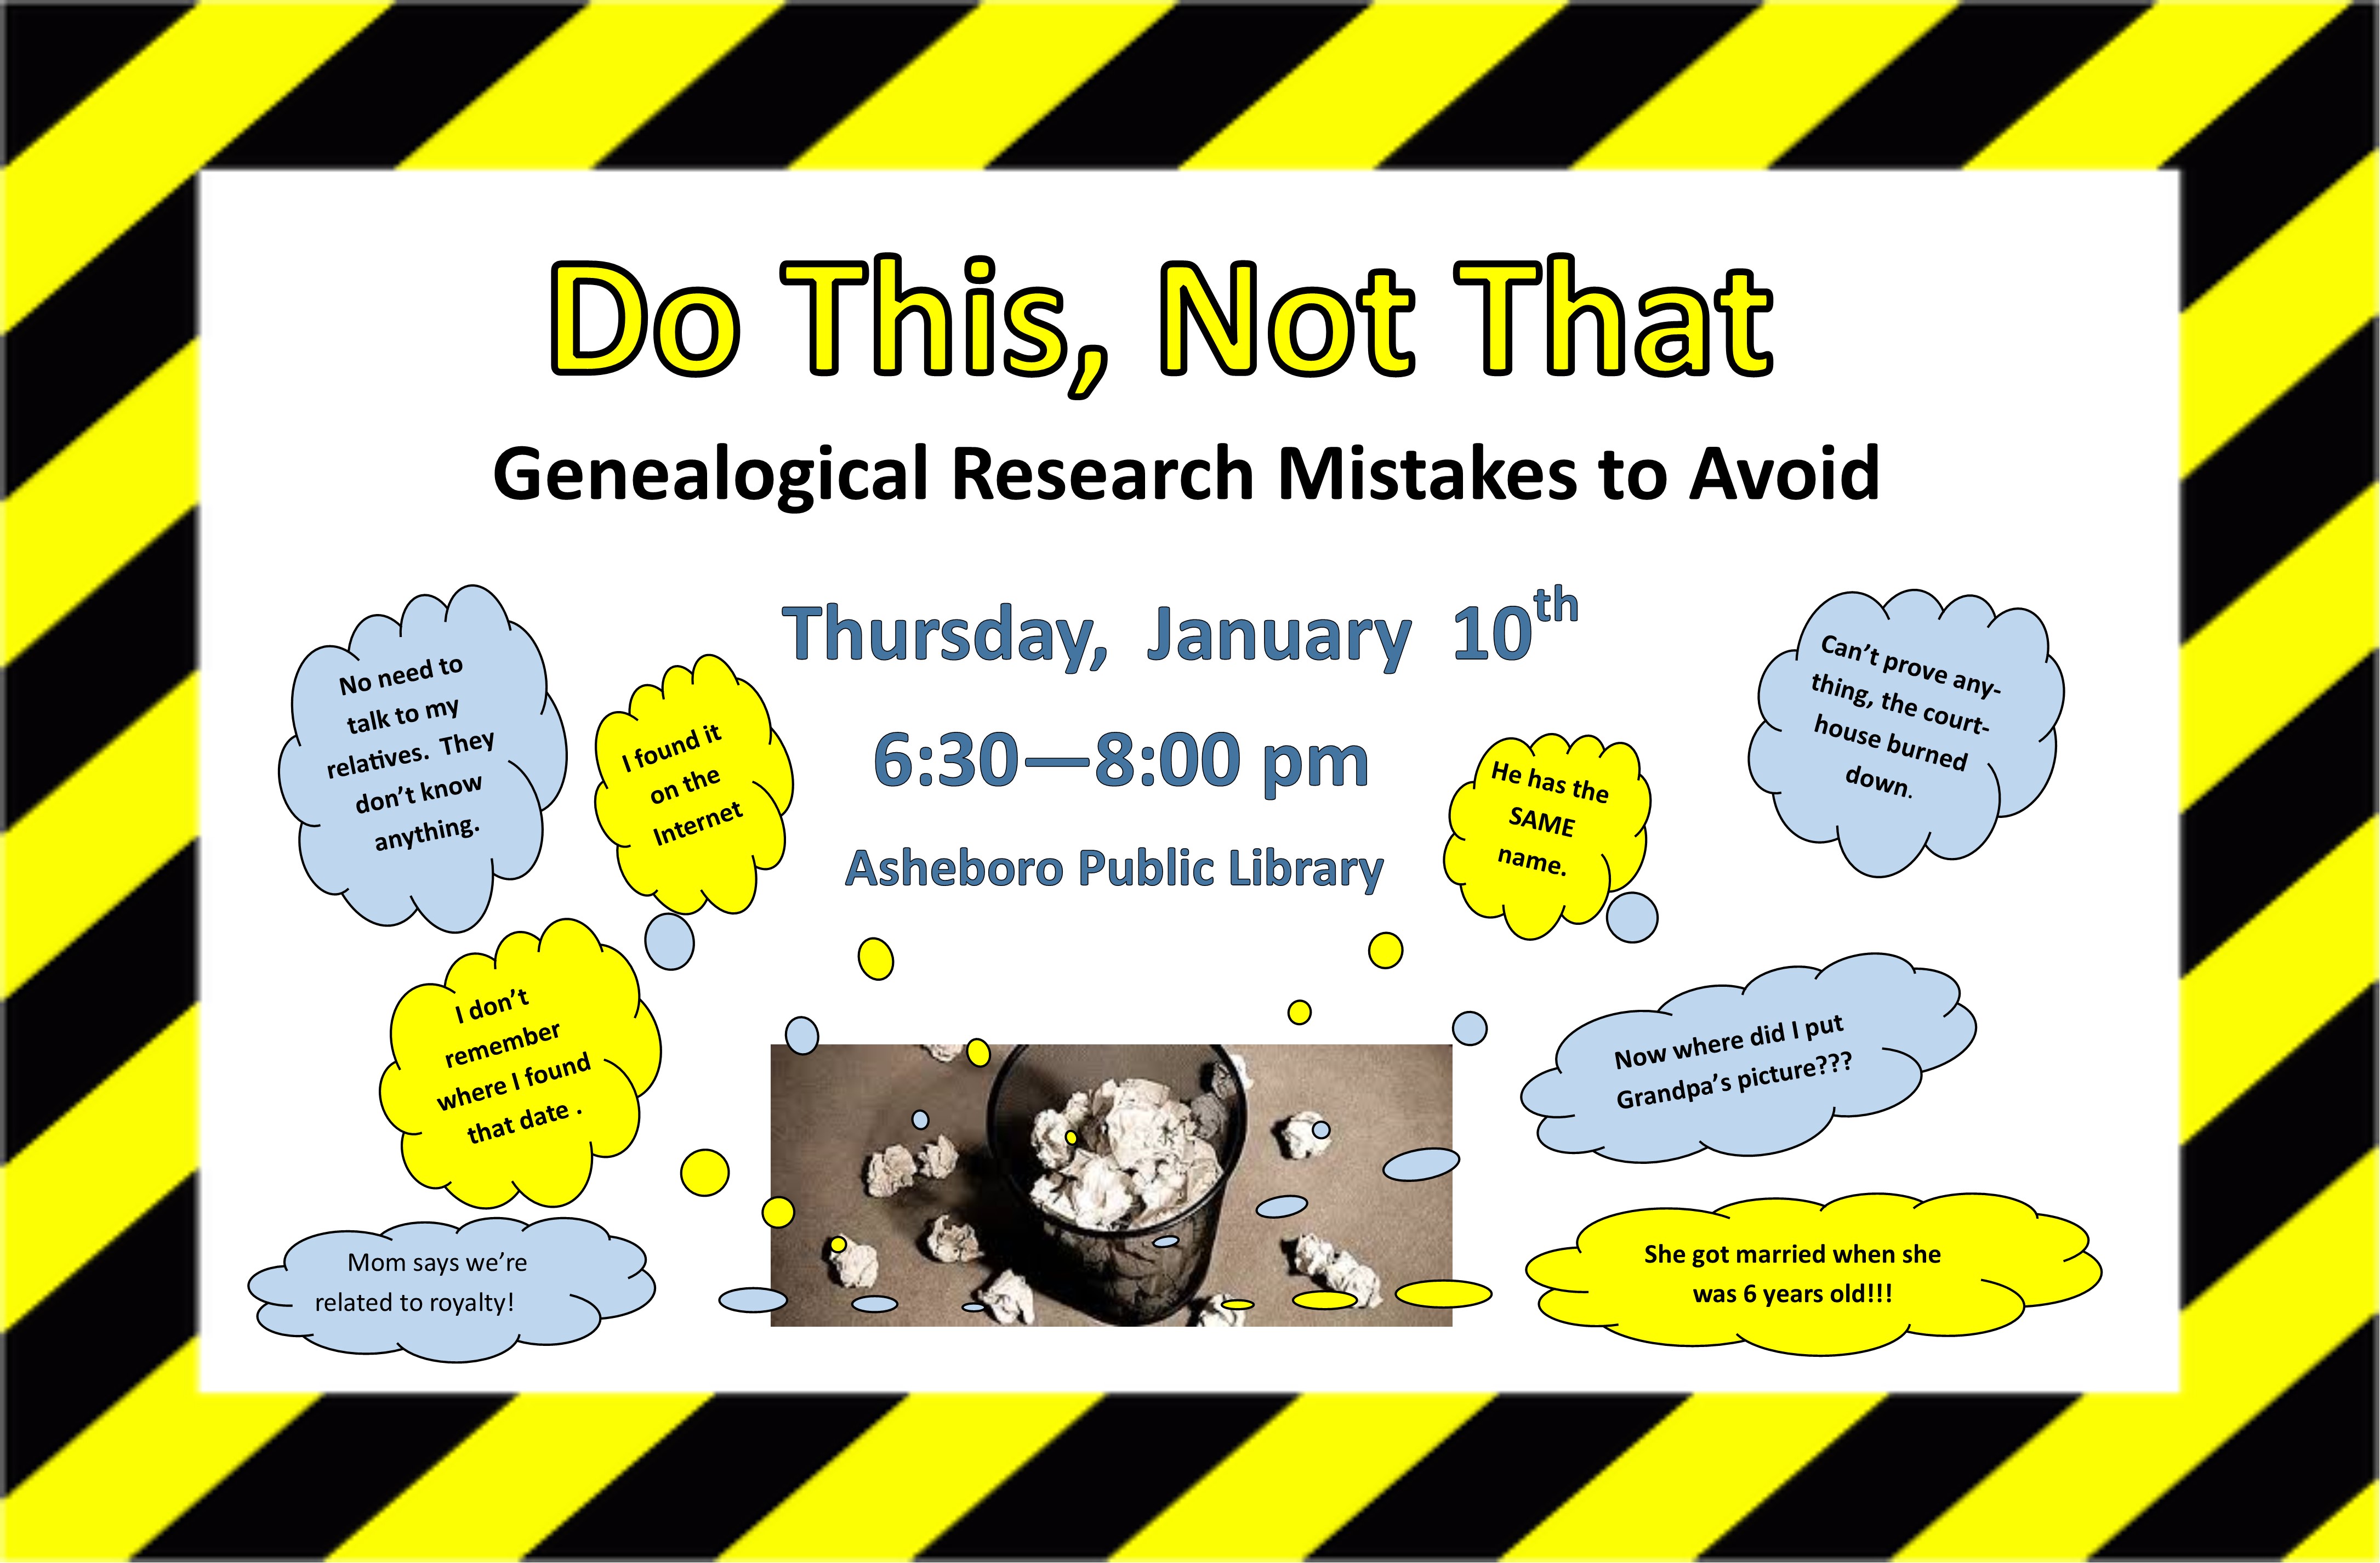 Do This, Not That
Genealogical Research Mistakes to Avoid
Thursday, January 10th
6:30—8:00 pm
Asheboro Public Library
No need to
talk to my
relatives. They
don't know
anything.
I found it
on the
Internet
He has the
SAME
name.
Can't prove any-
thing, the court-
house burned
down.
I don't
remember
where I found
that date .
Now where did I put
Grandpa's picture???
Mom says we're
related to royalty!
She got married when she
was 6 years old!!!